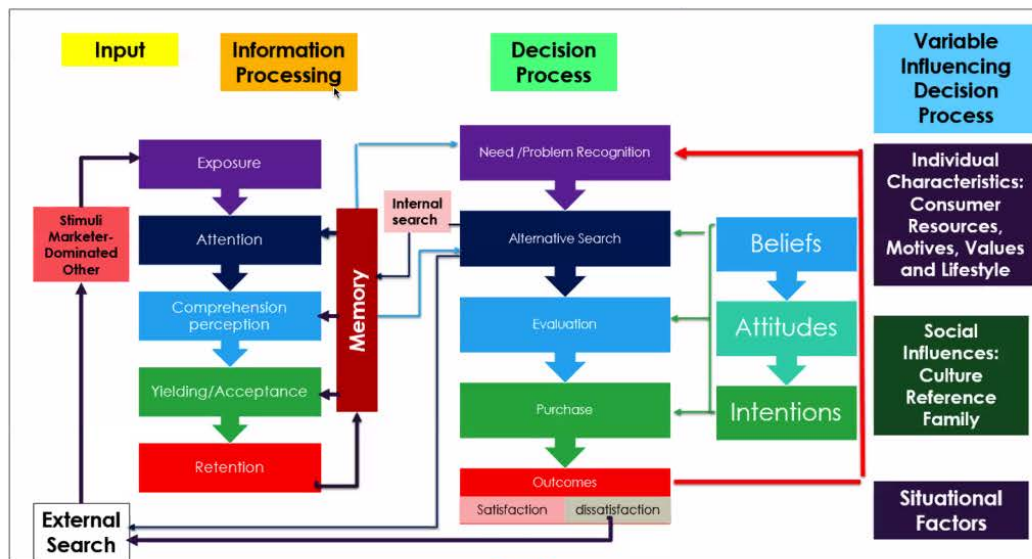 Input
Information
Processing
Decision
Process
Variable
Influencing
Decision
Process
Exposure
Attention
Comprehension
perception
Yielding/Acceptance
Retention
Stimuli
Marketer-
Dominated
Other
External
Search
Memory
Internal
search
Need /Problem Recognition
Alternative Search
Evaluation
Purchase
Outcomes
Satisfaction
dissatisfaction
Beliefs
Attitudes
Intentions
Individual
Characteristics:
Consumer
Resources,
Motives, Values
and Lifestyle
Social
Influences:
Culture
Reference
Family
Situational
Factors